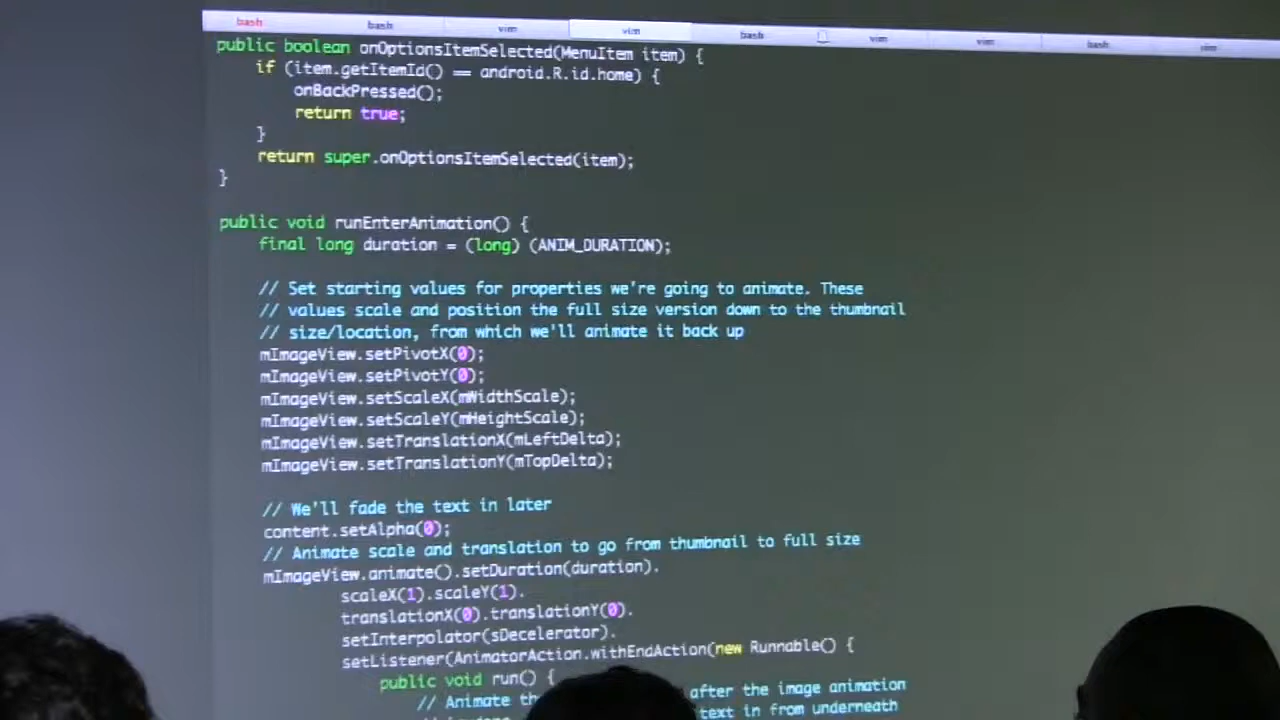 bash bash vim vim bash vim vim bash vim
public boolean onOptionsItemSelected(MenuItem item) {
if (item.getItemId() == android.R.id.home) {
onBackPressed();
return true;
}
return super.onOptionsItemSelected(item);
}
public void runEnterAnimation() {
final long duration = (long) (ANIM_DURATION);
// Set starting values for properties we're going to animate. These
// values scale and position the full size version down to the thumbnail
// size/location, from which we'll animate it back up
mImageView.setPivotX(0);
mImageView.setPivotY(0);
mImageView.setScaleX(mWidthScale);
mImageView.setScaleY(mHeightScale);
mImageView.setTranslationX(mLeftDelta);
mImageView.setTranslationY(mTopDelta);
// We'll fade the text in later
content.setAlpha(0);
// Animate scale and translation to go from thumbnail to full size
mImageView.animate().setDuration(duration).
scaleX(1).scaleY(1).
translationX(0).translationY(0).
setInterpolator(sDecelerator).
setListener(AnimatorAction.withEndAction(new Runnable() {
public void run() {
// Animate after the image animation
text in from underneath